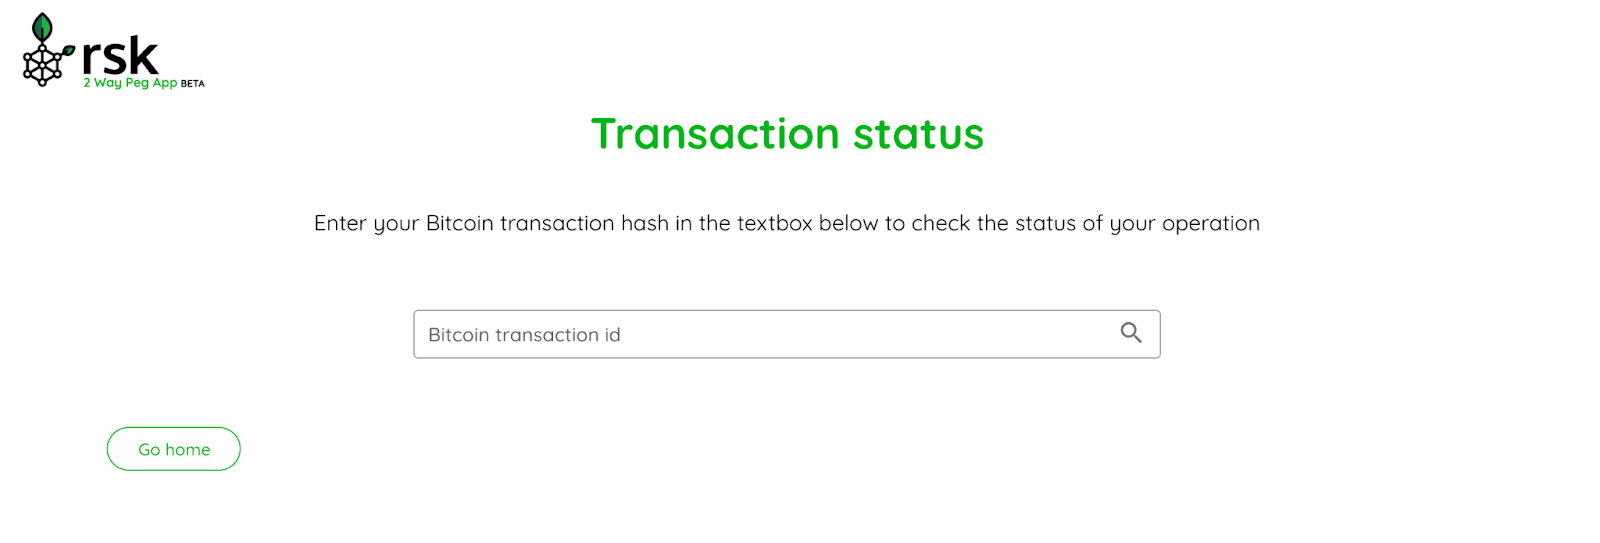 rsk
2 Way Peg App BETA
Transaction status
Enter your Bitcoin transaction hash in the textbox below to check the status of your operation
Bitcoin transaction id
Go home